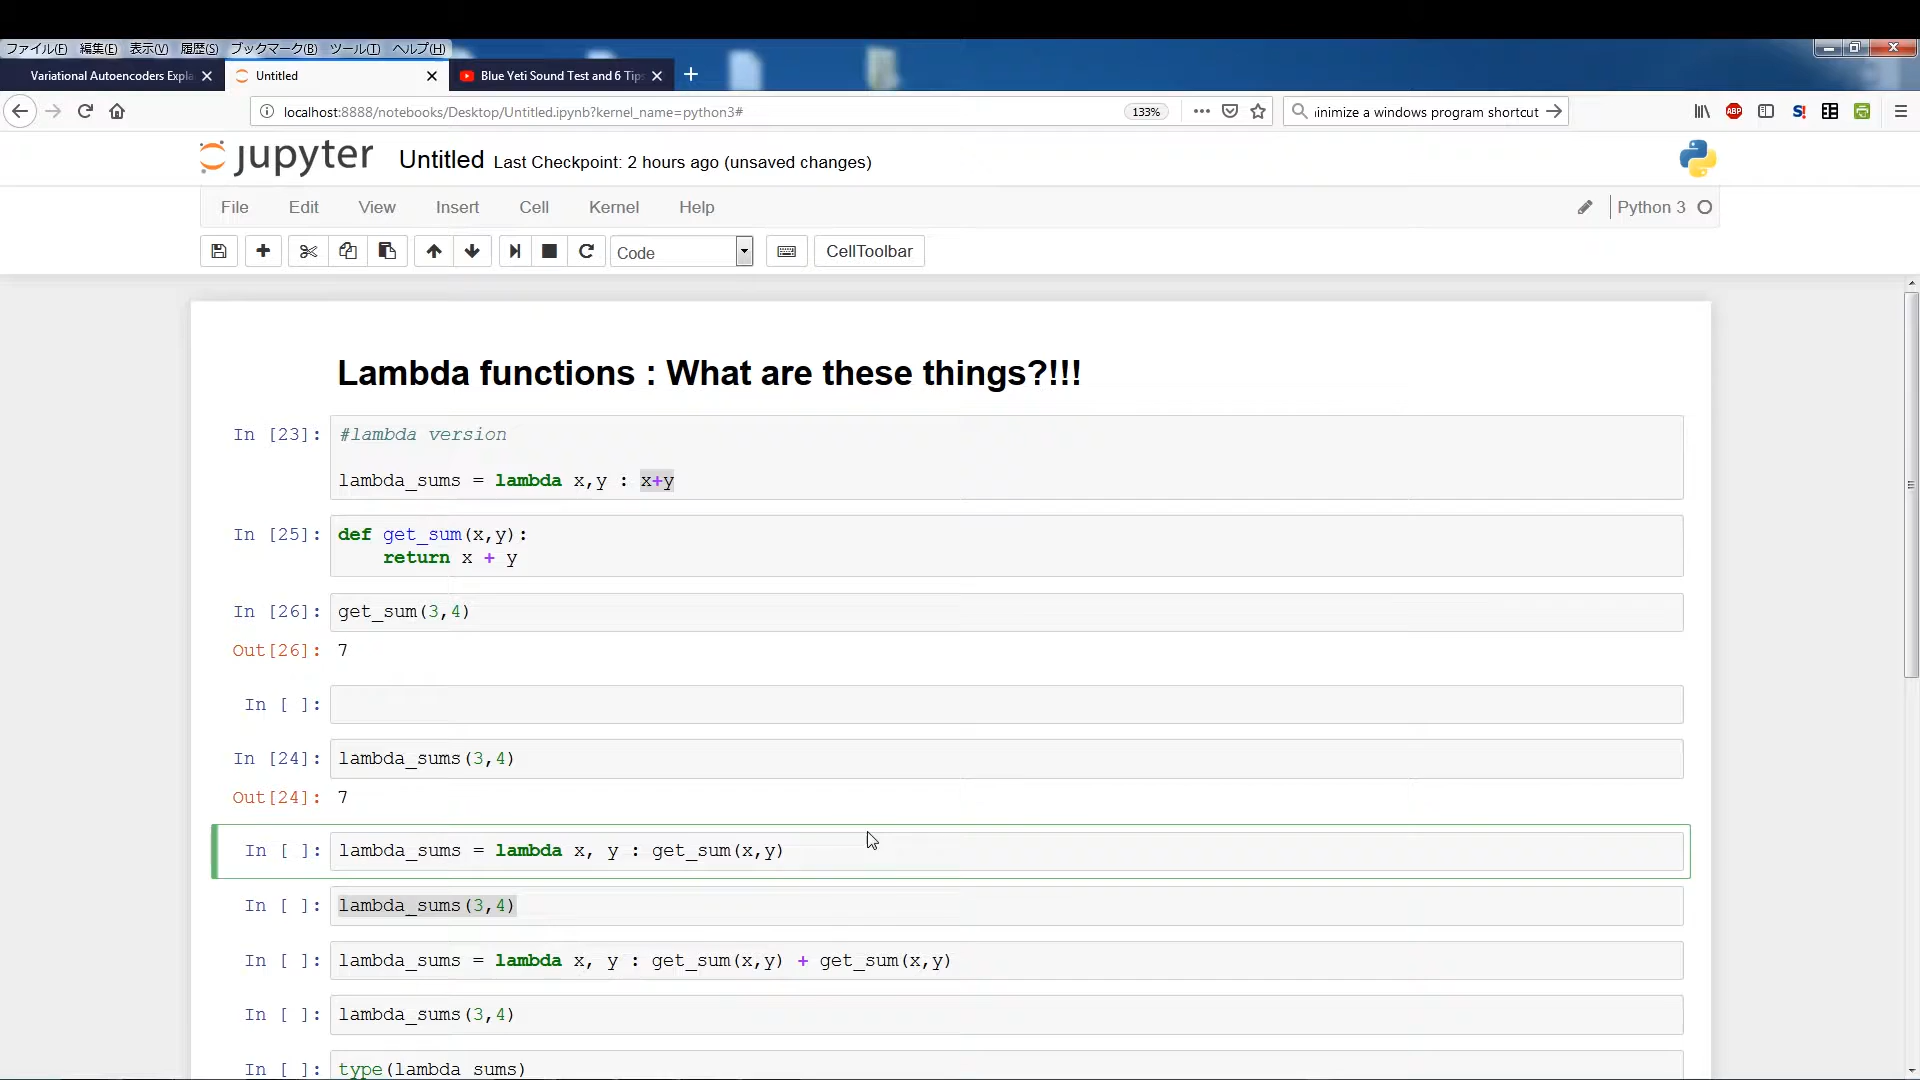 ファイル(F) 編集(E) 表示(V) 履歴(S) ブックマーク(B) ツール(T) ヘルプ(H)
Variational Autoencoders Expla
Untitled
Blue Yeti Sound Test and 6 Tips
localhost:8888/notebooks/Desktop/Untitled.ipynb?kernel_name=python3#
133%
inimize a windows program shortcut
ABP
S!
jupyter Untitled Last Checkpoint: 2 hours ago (unsaved changes)
File Edit View Insert Cell Kernel Help
Python 3
Code
CellToolbar
Lambda functions : What are these things?!!!
In [23]: #lambda version
lambda_sums = lambda x,y : x+y
In [25]: def get_sum(x,y):
return x + y
In [26]: get_sum(3,4)
Out[26]: 7
In [ ]:
In [24]: lambda_sums(3,4)
Out[24]: 7
In [ ]: lambda_sums = lambda x, y : get_sum(x,y)
In [ ]: lambda_sums(3,4)
In [ ]: lambda_sums = lambda x, y : get_sum(x,y) + get_sum(x,y)
In [ ]: lambda_sums(3,4)
In [ ]: type(lambda_sums)